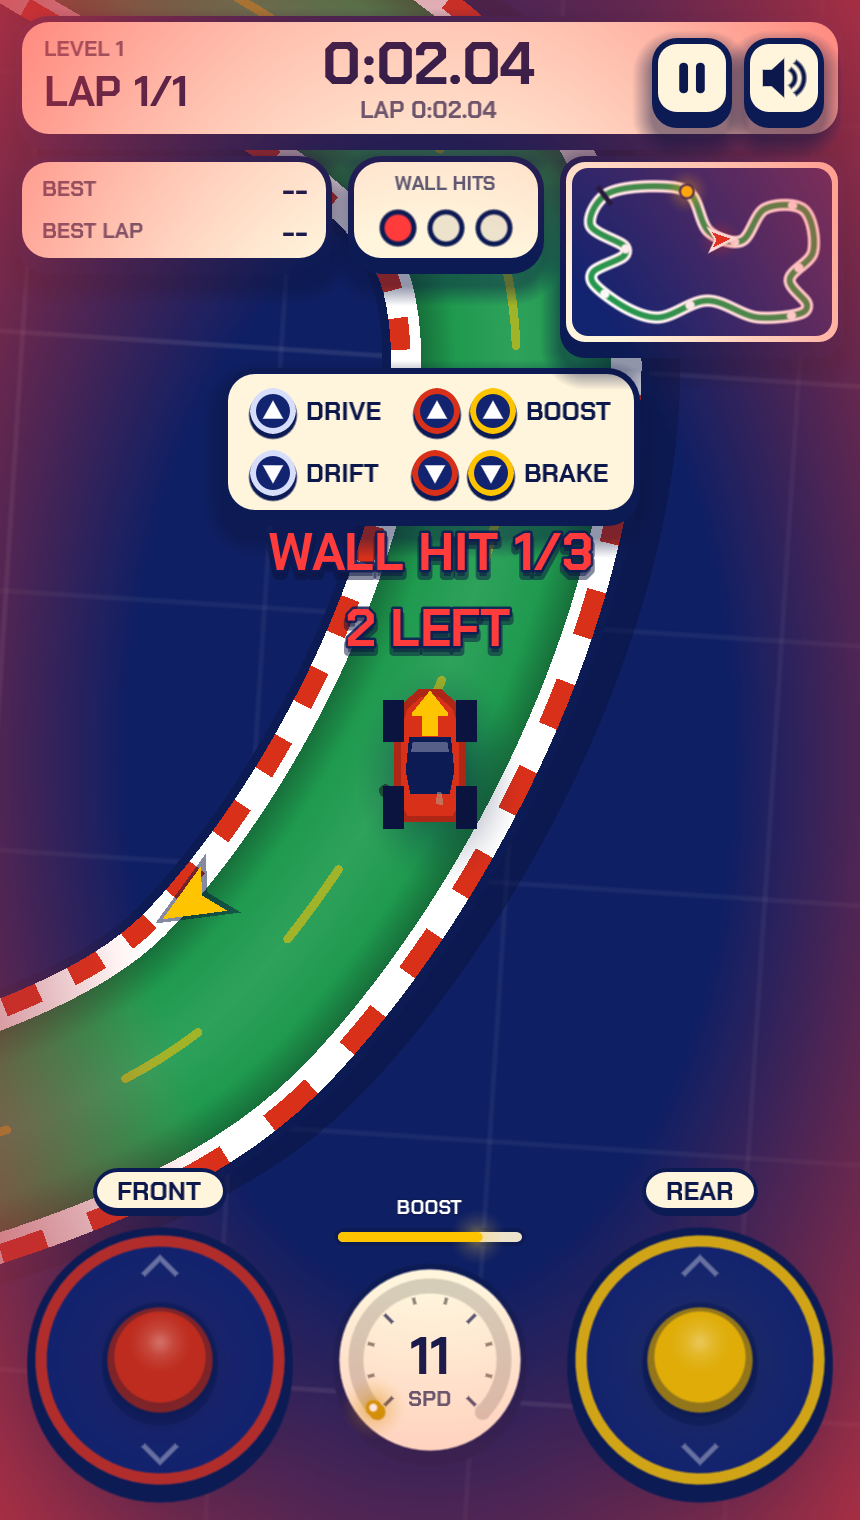 LEVEL 1
LAP 1/1
0:02.04
LAP 0:02.04
BEST --
BEST LAP --
WALL HITS
DRIVE BOOST
DRIFT BRAKE
WALL HIT 1/3
2 LEFT
FRONT
BOOST
REAR
11
SPD